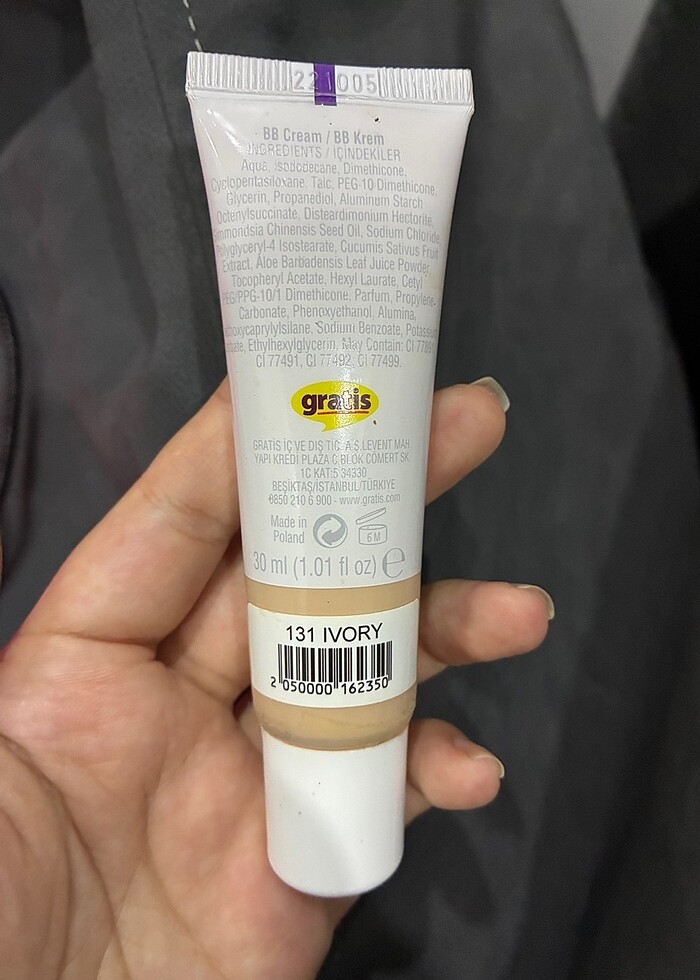 221005
BB Cream / BB Krem
INGREDIENTS / İÇİNDEKİLER
Aqua, Isododecane, Dimethicone,
Cyclopentasiloxane, Talc, PEG-10 Dimethicone,
Glycerin, Propanediol, Aluminum Starch
Octenylsuccinate, Disteardimonium Hectorite,
Simmondsia Chinensis Seed Oil, Sodium Chloride,
Polyglyceryl-4 Isostearate, Cucumis Sativus Fruit
Extract, Aloe Barbadensis Leaf Juice Powder,
Tocopheryl Acetate, Hexyl Laurate, Cetyl
PEG/PPG-10/1 Dimethicone, Parfum, Propylene
Carbonate, Phenoxyethanol, Alumina,
Sodium Benzoate,
Ethylhexylglycerin, May Contain: CI 77891
CI 77491, CI 77492, CI 77499.
gratis
GRATİS İÇ VE DIŞ TİC. A.Ş.LEVENT MAH
YAPI KREDİ PLAZA C BLOK CÖMERT SK.
1C KAT:5 34330
BEŞİKTAŞ/İSTANBUL/TÜRKİYE
0850 210 6 900 - www.gratis.com
Made in
Poland
6 M
30 ml (1.01 fl oz) e
131 IVORY
2 050000 162350